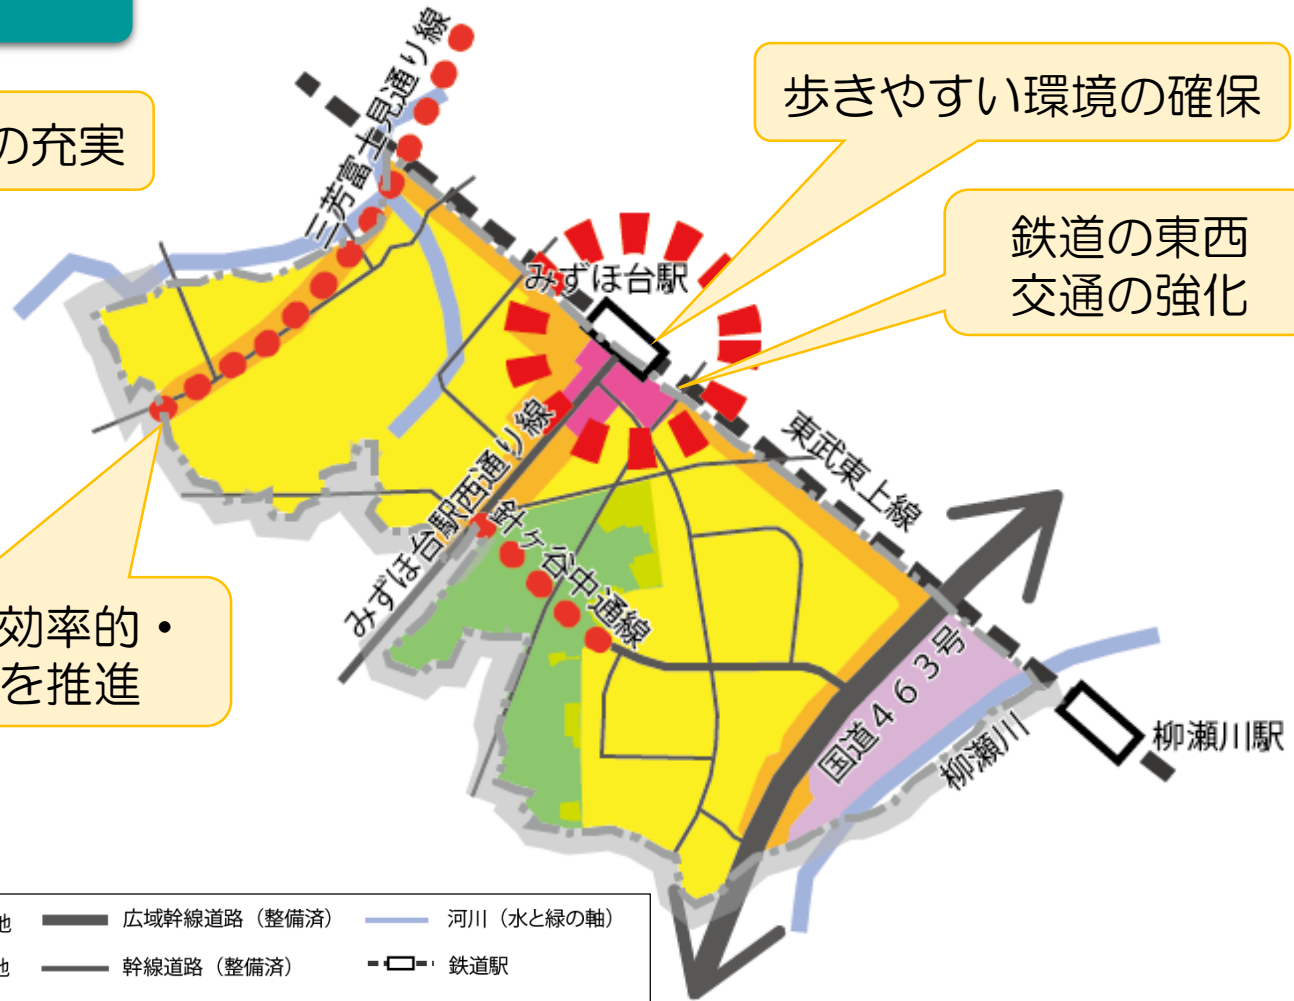 の充実
歩きやすい環境の確保
鉄道の東西
交通の強化
三芳富士見通り線
みずほ台駅
東武東上線
みずほ台駅西通り線
針ヶ谷中通線
国道463号
柳瀬川
柳瀬川駅
効率的・
を推進
地 広域幹線道路（整備済） 河川（水と緑の軸）
地 幹線道路（整備済） 鉄道駅